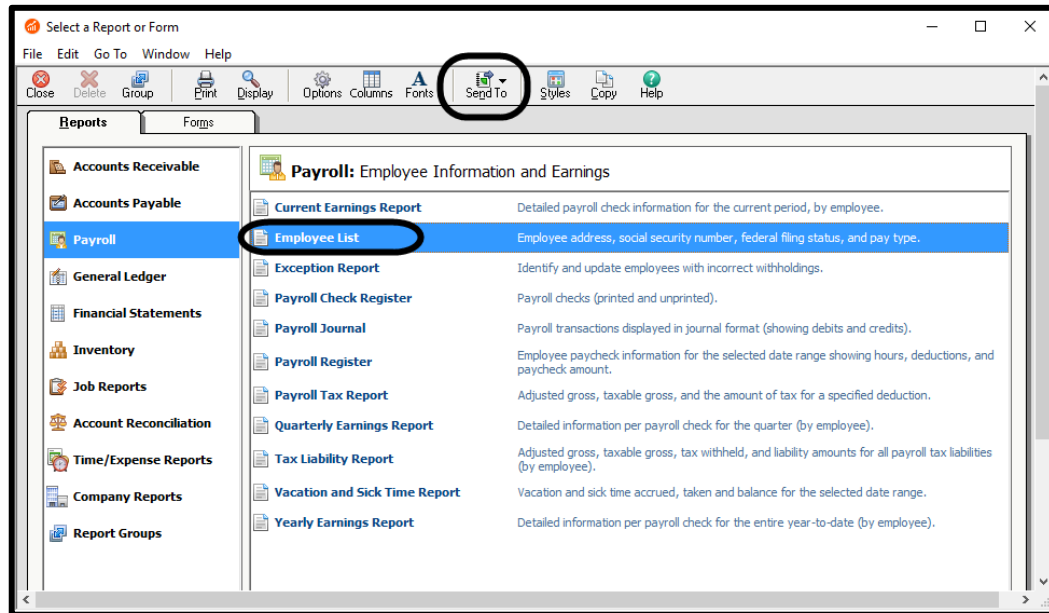 Select a Report or Form
File Edit Go To Window Help
Close Delete Group Print Display Options Columns Fonts Send To Styles Copy Help
Reports Forms
Accounts Receivable
Accounts Payable
Payroll
General Ledger
Financial Statements
Inventory
Job Reports
Account Reconciliation
Time/Expense Reports
Company Reports
Report Groups
Payroll: Employee Information and Earnings
Current Earnings Report Detailed payroll check information for the current period, by employee.
Employee List Employee address, social security number, federal filing status, and pay type.
Exception Report Identify and update employees with incorrect withholdings.
Payroll Check Register Payroll checks (printed and unprinted).
Payroll Journal Payroll transactions displayed in journal format (showing debits and credits).
Payroll Register Employee paycheck information for the selected date range showing hours, deductions, and
paycheck amount.
Payroll Tax Report Adjusted gross, taxable gross, and the amount of tax for a specified deduction.
Quarterly Earnings Report Detailed information per payroll check for the quarter (by employee).
Tax Liability Report Adjusted gross, taxable gross, tax withheld, and liability amounts for all payroll tax liabilities
(by employee).
Vacation and Sick Time Report Vacation and sick time accrued, taken and balance for the selected date range.
Yearly Earnings Report Detailed information per payroll check for the entire year-to-date (by employee).